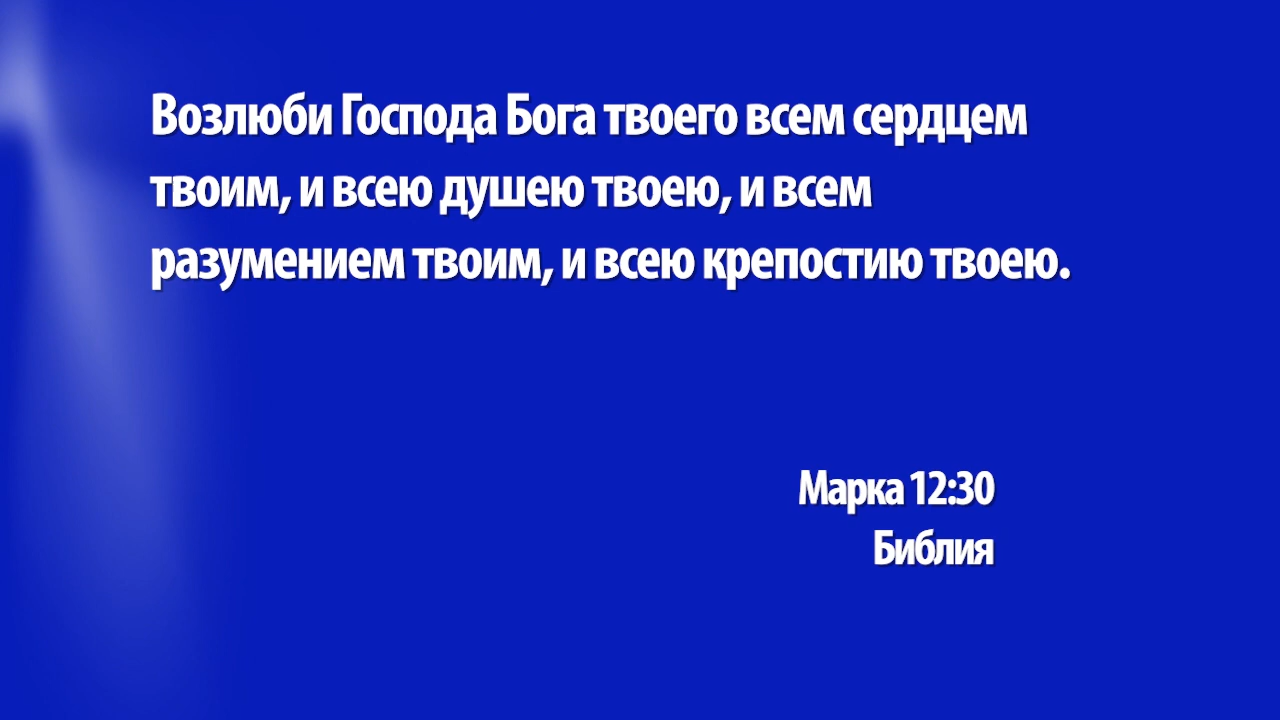 Возлюби Господа Бога твоего всем сердцем
твоим, и всею душею твоею, и всем
разумением твоим, и всею крепостию твоею.
Марка 12:30
Библия